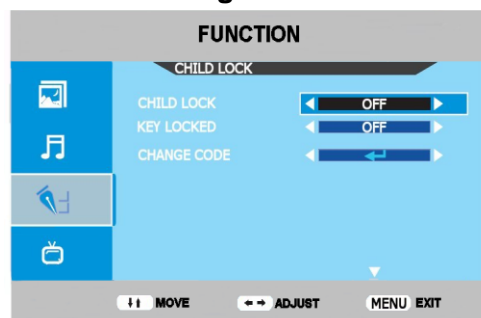 FUNCTION
CHILD LOCK
CHILD LOCK OFF
KEY LOCKED OFF
CHANGE CODE
MOVE ADJUST MENU EXIT